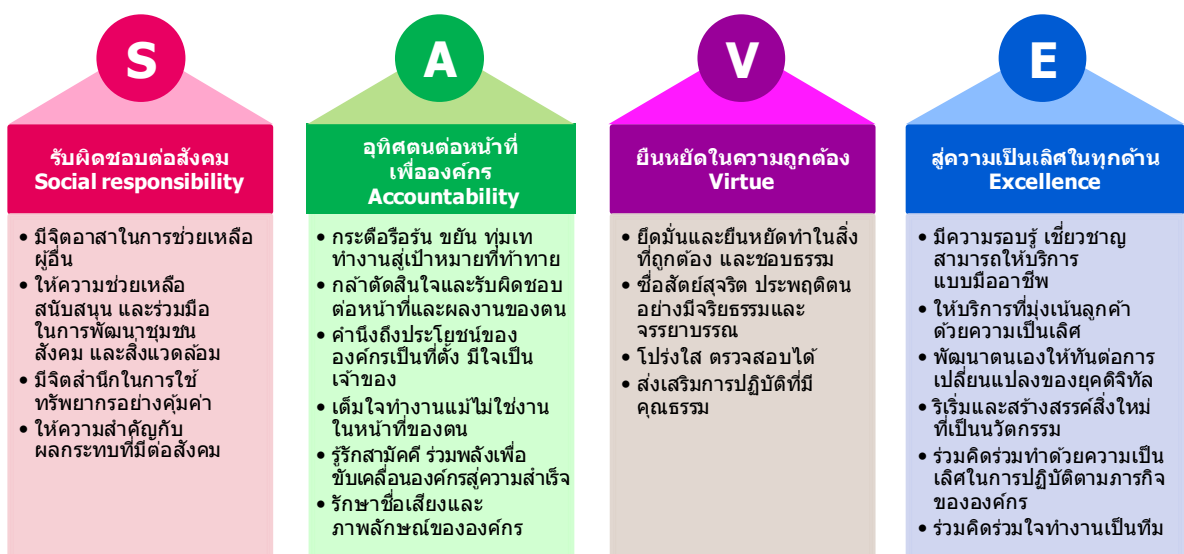 S
รับผิดชอบต่อสังคม
Social responsibility
• มีจิตอาสาในการช่วยเหลือ
ผู้อื่น
• ให้ความช่วยเหลือ
สนับสนุน และร่วมมือ
ในการพัฒนาชุมชน
สังคม และสิ่งแวดล้อม
• มีจิตสำนึกในการใช้
ทรัพยากรอย่างคุ้มค่า
• ให้ความสำคัญกับ
ผลกระทบที่มีต่อสังคม
A
อุทิศตนต่อหน้าที่
เพื่อองค์กร
Accountability
• กระตือรือร้น ขยัน ทุ่มเท
ทำงานสู่เป้าหมายที่ท้าทาย
• กล้าตัดสินใจและรับผิดชอบ
ต่อหน้าที่และผลงานของตน
• คำนึงถึงประโยชน์ของ
องค์กรเป็นที่ตั้ง มีใจเป็น
เจ้าของ
• เต็มใจทำงานแม้ไม่ใช่งาน
ในหน้าที่ของตน
• รู้รักสามัคคี ร่วมพลังเพื่อ
ขับเคลื่อนองค์กรสู่ความสำเร็จ
• รักษาชื่อเสียงและ
ภาพลักษณ์ขององค์กร
V
ยืนหยัดในความถูกต้อง
Virtue
• ยึดมั่นและยืนหยัดทำในสิ่ง
ที่ถูกต้อง และชอบธรรม
• ซื่อสัตย์สุจริต ประพฤติตน
อย่างมีจริยธรรมและ
จรรยาบรรณ
• โปร่งใส ตรวจสอบได้
• ส่งเสริมการปฏิบัติที่มี
คุณธรรม
E
สู่ความเป็นเลิศในทุกด้าน
Excellence
• มีความรอบรู้ เชี่ยวชาญ
สามารถให้บริการ
แบบมืออาชีพ
• ให้บริการที่มุ่งเน้นลูกค้า
ด้วยความเป็นเลิศ
• พัฒนาตนเองให้ทันต่อการ
เปลี่ยนแปลงของยุคดิจิทัล
• ริเริ่มและสร้างสรรค์สิ่งใหม่
ที่เป็นนวัตกรรม
• ร่วมคิดร่วมทำด้วยความเป็น
เลิศในการปฏิบัติตามภารกิจ
ขององค์กร
• ร่วมคิดร่วมใจทำงานเป็นทีม